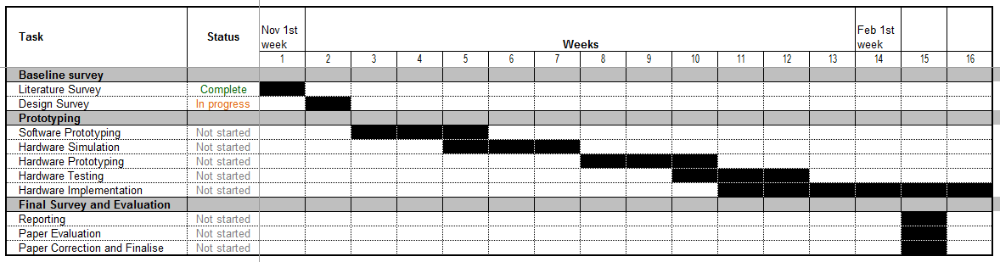 Task Status Nov 1st week Weeks Feb 1st week
1 2 3 4 5 6 7 8 9 10 11 12 13 14 15 16
Baseline survey
Literature Survey Complete
Design Survey In progress
Prototyping
Software Prototyping Not started
Hardware Simulation Not started
Hardware Prototyping Not started
Hardware Testing Not started
Hardware Implementation Not started
Final Survey and Evaluation
Reporting Not started
Paper Evaluation Not started
Paper Correction and Finalise Not started